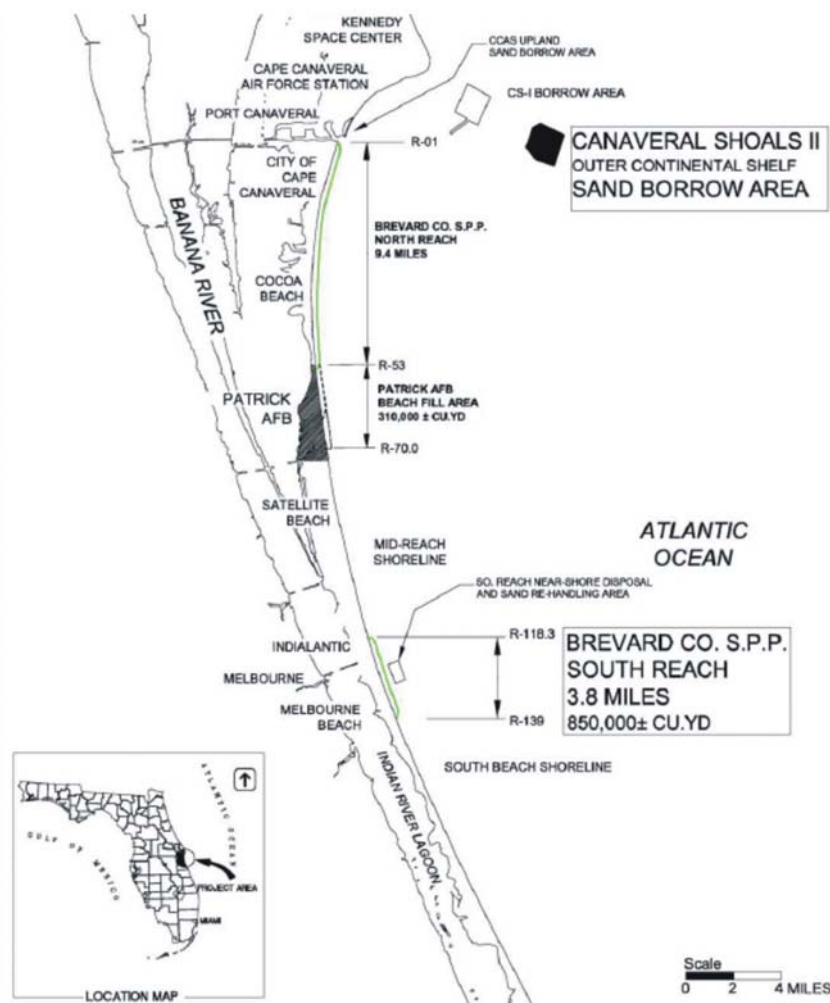 KENNEDY
SPACE CENTER
CCAS UPLAND
SAND BORROW AREA
CAPE CANAVERAL
AIR FORCE STATION
CS-I BORROW AREA
PORT CANAVERAL
R-01
CANAVERAL SHOALS II
OUTER CONTINENTAL SHELF
SAND BORROW AREA
CITY OF
CAPE
CANAVERAL
BANANA RIVER
BREVARD CO. S.P.P.
NORTH REACH
9.4 MILES
COCOA
BEACH
R-53
PATRICK
AFB
PATRICK AFB
BEACH FILL AREA
310,000 ± CU.YD
R-70.0
SATELLITE
BEACH
MID-REACH
SHORELINE
ATLANTIC
OCEAN
SO. REACH NEAR-SHORE DISPOSAL
AND SAND RE-HANDLING AREA
R-118.3
INDIALANTIC
BREVARD CO. S.P.P.
SOUTH REACH
3.8 MILES
850,000± CU.YD
MELBOURNE
MELBOURNE
BEACH
R-139
SOUTH BEACH SHORELINE
INDIAN RIVER LAGOON
ATLANTIC OCEAN
GULF OF MEXICO
PROJECT AREA
MIAMI
LOCATION MAP
Scale
0 2 4 MILES